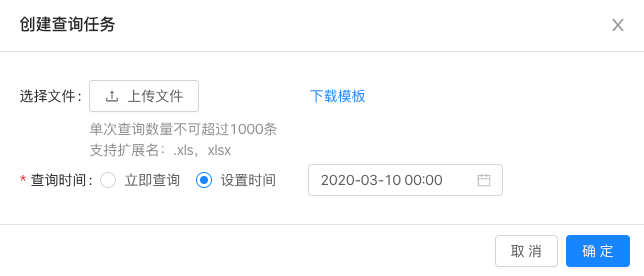 创建查询任务
选择文件： 上传文件 下载模板
单次查询数量不可超过1000条
支持扩展名：.xls，xlsx
* 查询时间： 立即查询 设置时间 2020-03-10 00:00
取 消 确 定